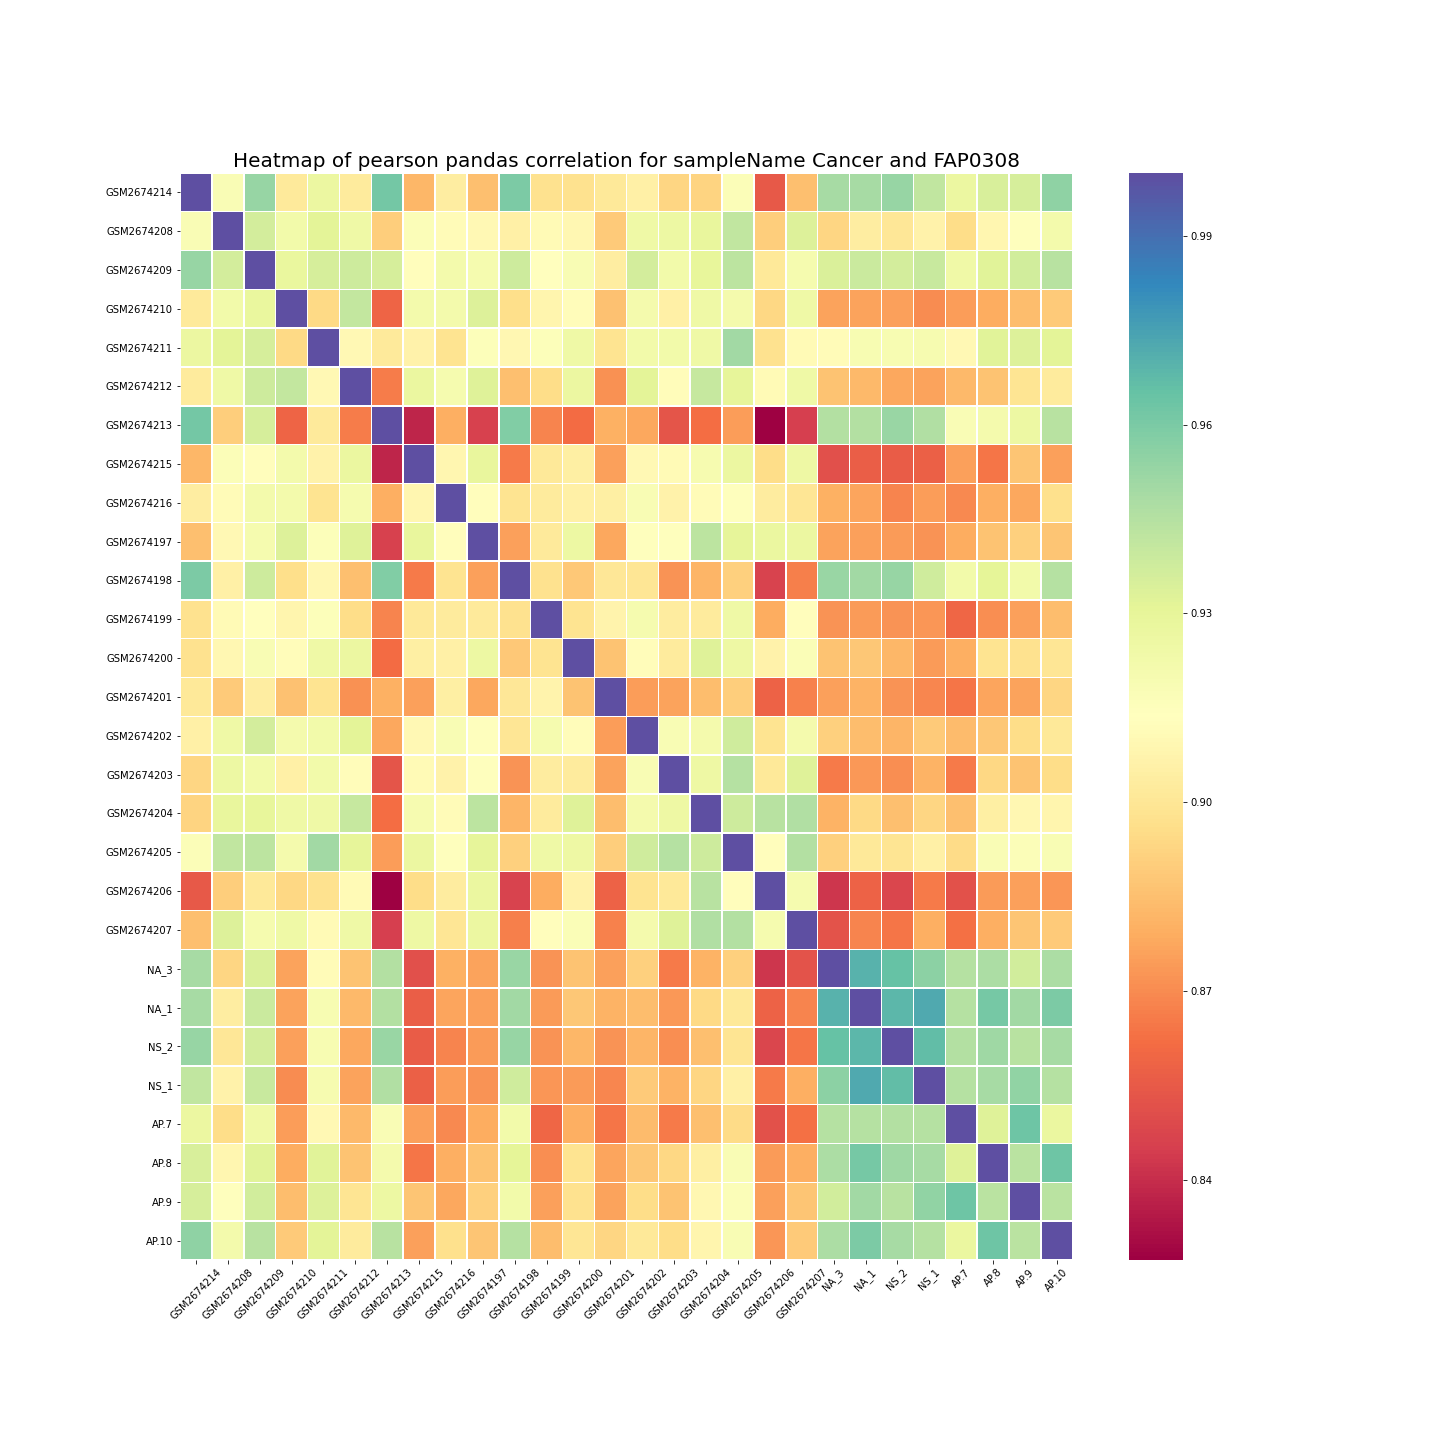 Heatmap of pearson pandas correlation for sampleName Cancer and FAP0308
GSM2674214
GSM2674208
GSM2674209
GSM2674210
GSM2674211
GSM2674212
GSM2674213
GSM2674215
GSM2674216
GSM2674197
GSM2674198
GSM2674199
GSM2674200
GSM2674201
GSM2674202
GSM2674203
GSM2674204
GSM2674205
GSM2674206
GSM2674207
NA_3
NA_1
NS_2
NS_1
AP.7
AP.8
AP.9
AP.10
GSM2674214
GSM2674208
GSM2674209
GSM2674210
GSM2674211
GSM2674212
GSM2674213
GSM2674215
GSM2674216
GSM2674197
GSM2674198
GSM2674199
GSM2674200
GSM2674201
GSM2674202
GSM2674203
GSM2674204
GSM2674205
GSM2674206
GSM2674207
NA_3
NA_1
NS_2
NS_1
AP.7
AP.8
AP.9
AP.10
0.99
0.96
0.93
0.90
0.87
0.84